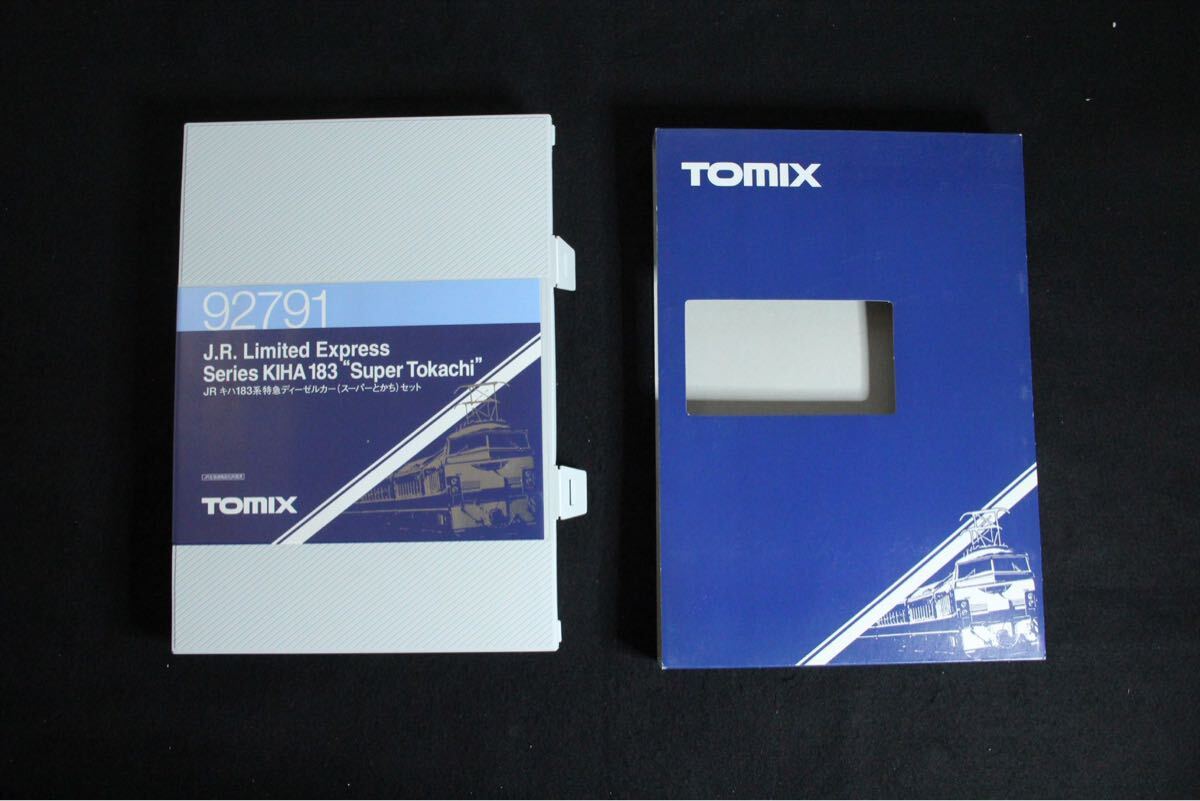 92791
J.R. Limited Express
Series KIHA 183 “Super Tokachi”
JR キハ183系特急ディーゼルカー(スーパーとかち)セット
TOMIX
TOMIX